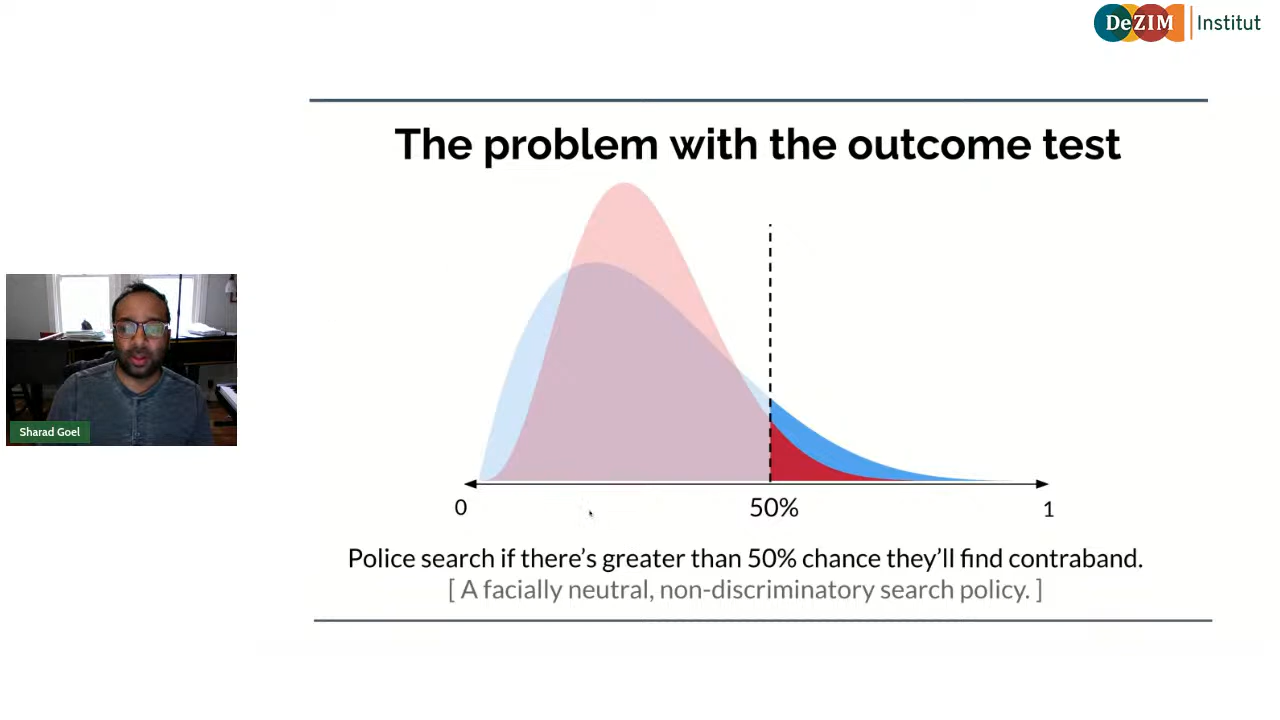 DeZIM Institut
The problem with the outcome test
Sharad Goel
0
50%
1
Police search if there's greater than 50% chance they'll find contraband.
[ A facially neutral, non-discriminatory search policy. ]